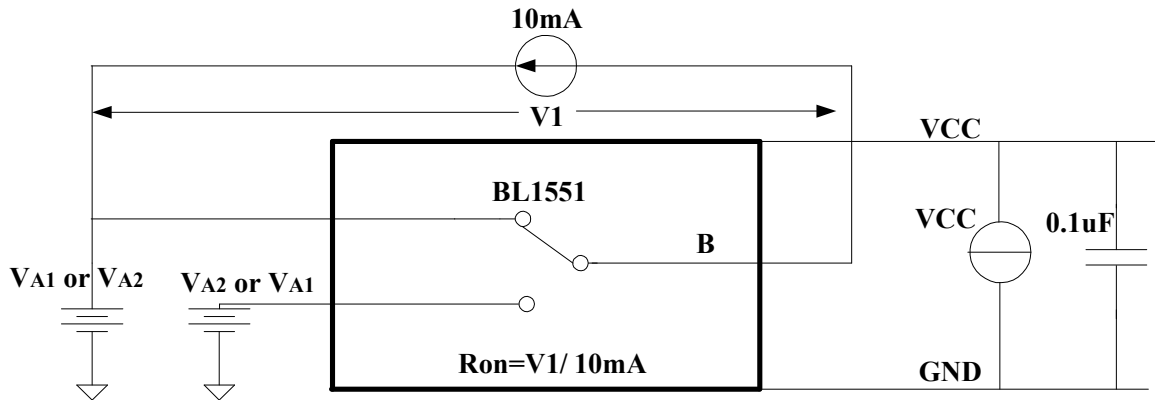 10mA
V1
VCC
BL1551
VCC
0.1uF
B
VA1 or VA2
VA2 or VA1
Ron=V1/ 10mA
GND